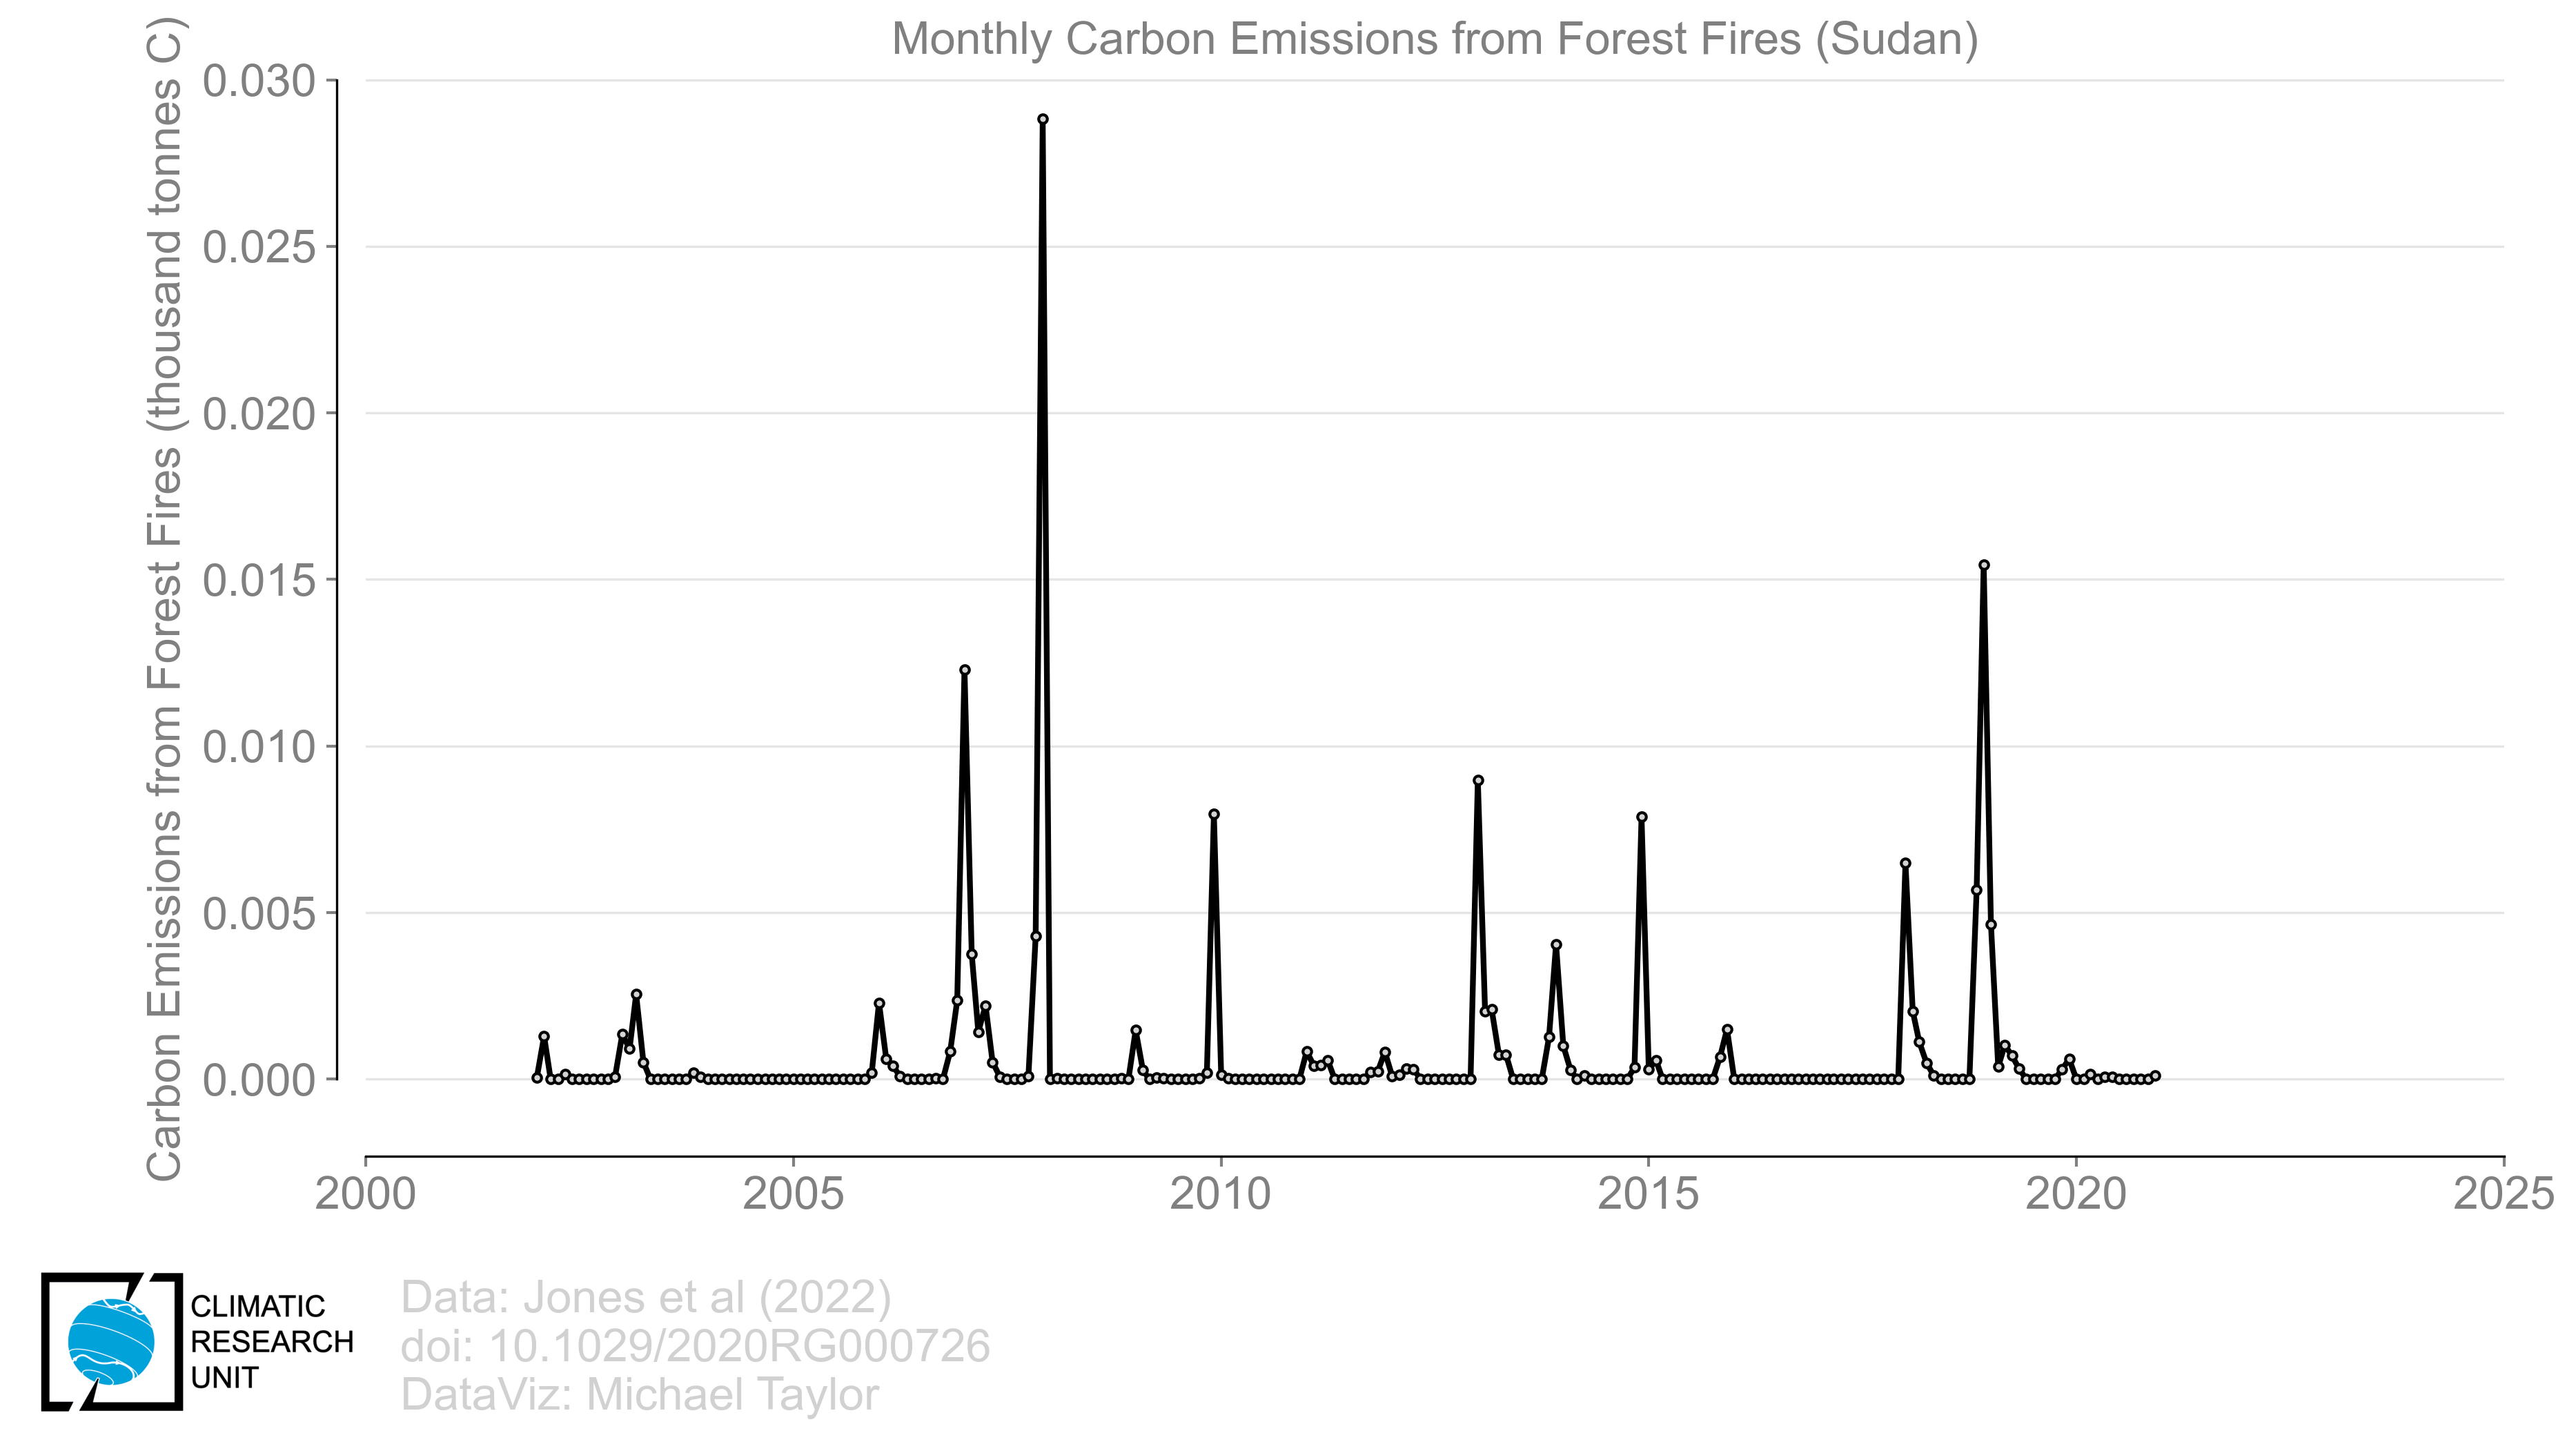 Monthly Carbon Emissions from Forest Fires (Sudan)
Carbon Emissions from Forest Fires (thousand tonnes C)
0.030
0.025
0.020
0.015
0.010
0.005
0.000
2000 2005 2010 2015 2020 2025
CLIMATIC
RESEARCH
UNIT
Data: Jones et al (2022)
doi: 10.1029/2020RG000726
DataViz: Michael Taylor